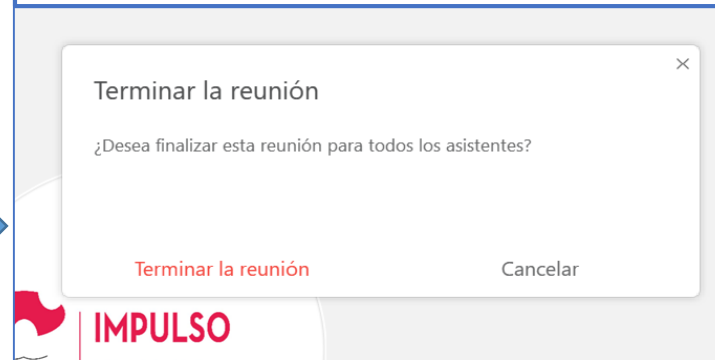 Terminar la reunión
¿Desea finalizar esta reunión para todos los asistentes?
Terminar la reunión Cancelar
IMPULSO